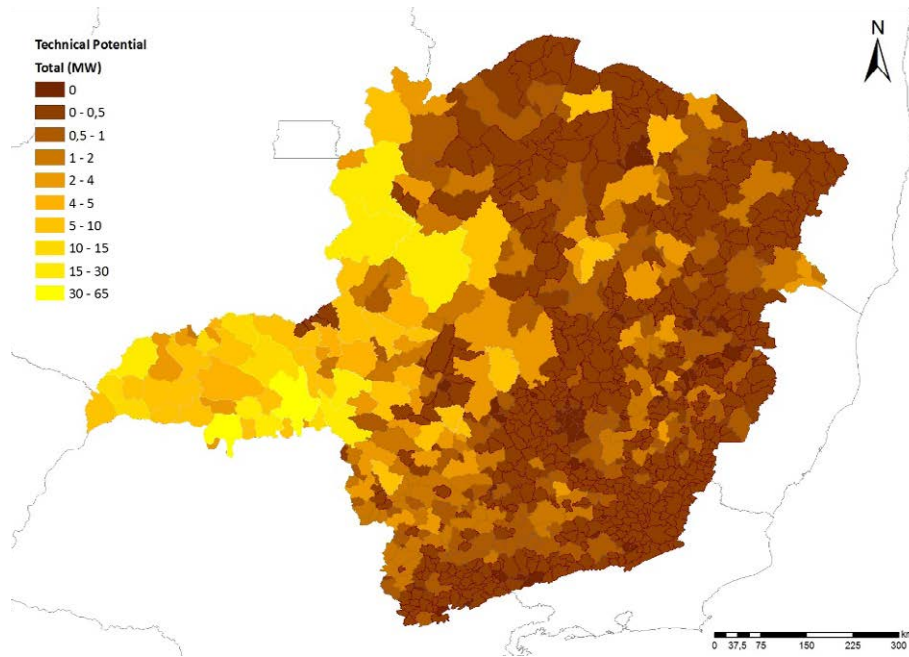 N
Technical Potential
Total (MW)
0
0 - 0,5
0,5 - 1
1 - 2
2 - 4
4 - 5
5 - 10
10 - 15
15 - 30
30 - 65
km
0 37,5 75 150 225 300